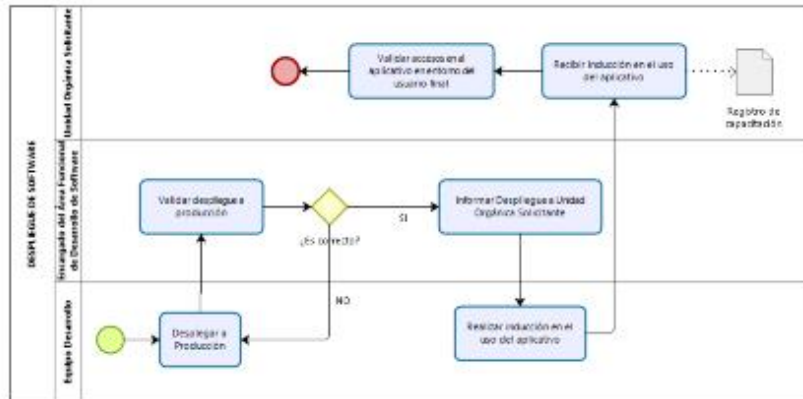 DESPLIEGUE DE SOFTWARE
Unidad Orgánica Solicitante
Validar accesos en el
aplicativo en entorno del
usuario final
Recibir inducción en el uso
del aplicativo
Registro de
capacitación
Encargado del Área Funcional
de Desarrollo de Software
Validar despliegue a
producción
¿Es correcto?
SI
Informar Despliegue a Unidad
Orgánica Solicitante
NO
Equipo Desarrollo
Desplegar a
Producción
Realizar inducción en el
uso del aplicativo